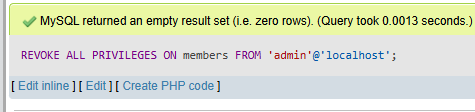 MySQL returned an empty result set (i.e. zero rows). (Query took 0.0013 seconds.)
REVOKE ALL PRIVILEGES ON members FROM 'admin'@'localhost';
[ Edit inline ] [ Edit ] [ Create PHP code ]